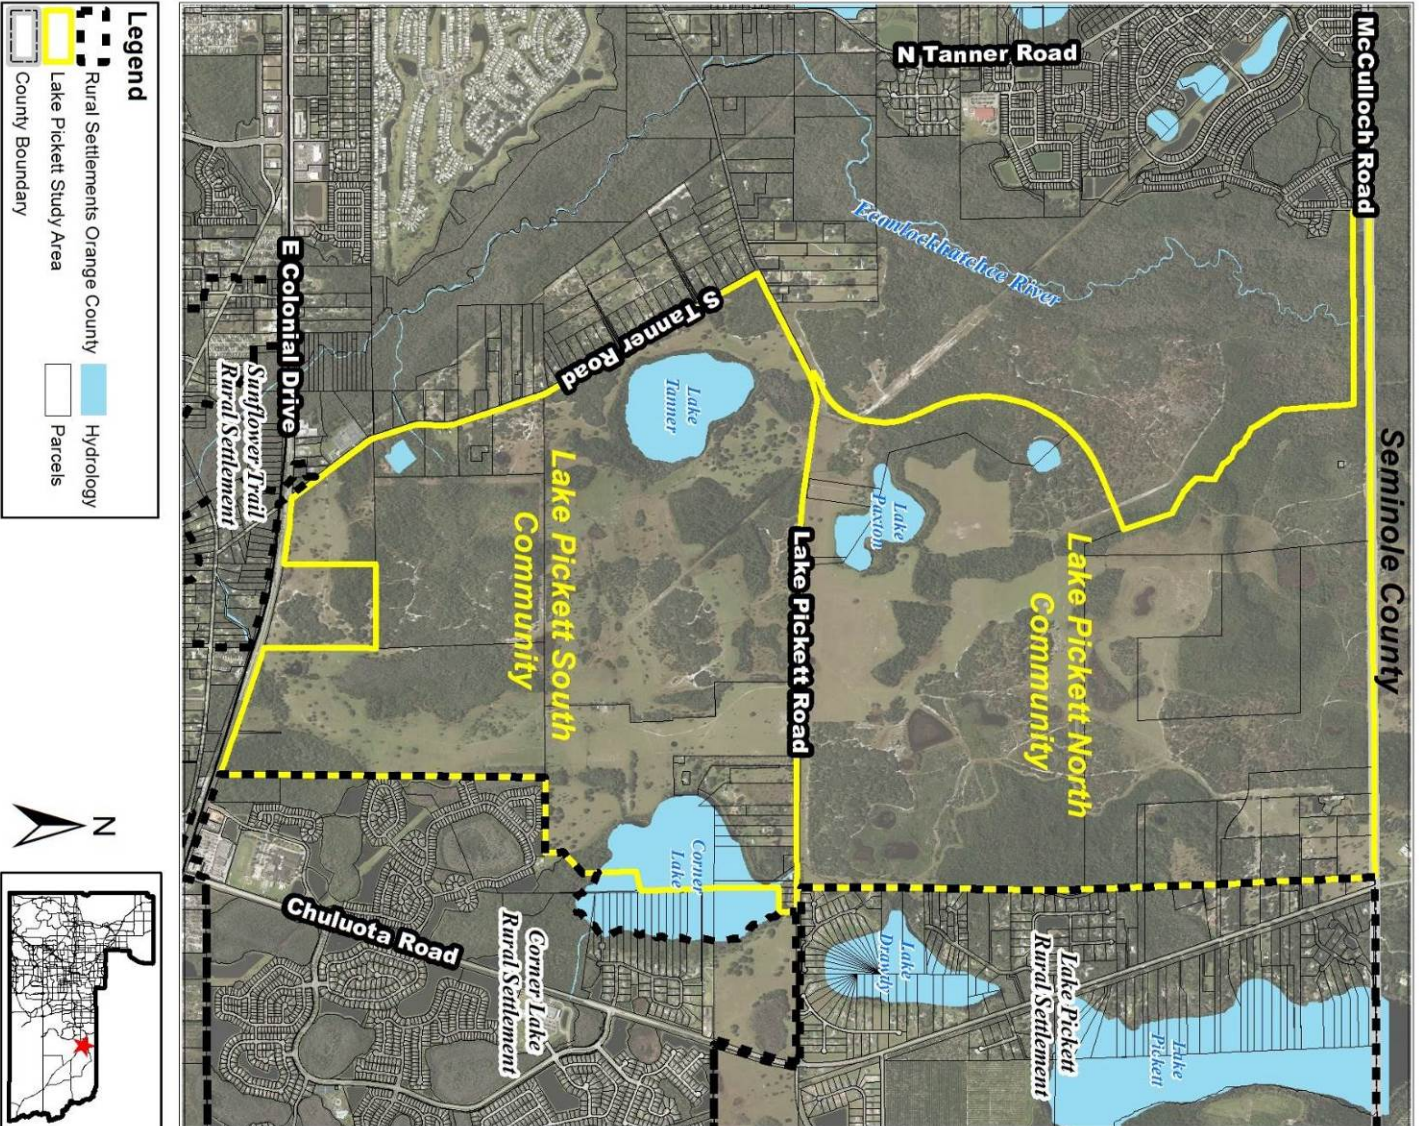 McCulloch Road
Seminole County
N Tanner Road
Econlockhatchee River
Lake Pickett North
Community
Lake
Paxton
Lake Pickett Road
Lake
Pickett
Lake Pickett
Rural Settlement
Lake
Drawdy
S Tanner Road
Lake
Tanner
Lake Pickett South
Community
Corner
Lake
Corner Lake
Rural Settlement
Chuluota Road
E Colonial Drive
Sunflower Trail
Rural Settlement
Legend
Rural Settlements Orange County
Lake Pickett Study Area
County Boundary
Hydrology
Parcels
N